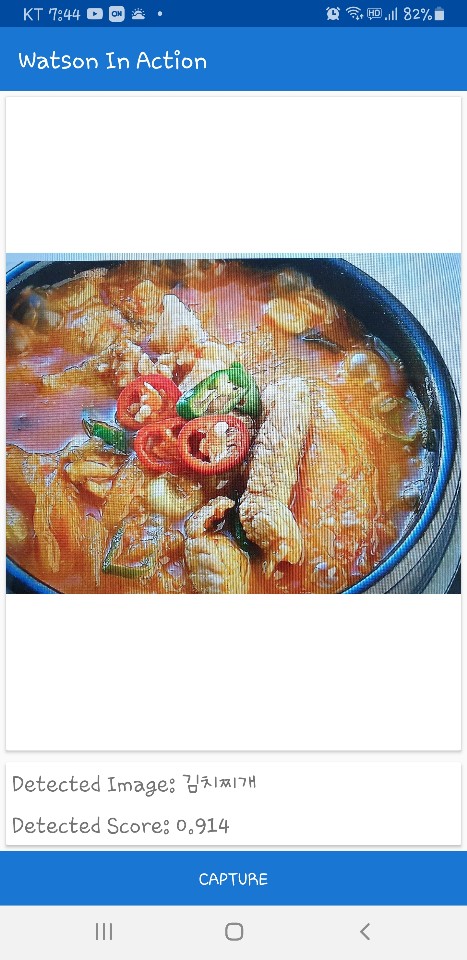 KT 7:44 82%
Watson In Action
Detected Image: 김치찌개
Detected Score: 0.914
CAPTURE